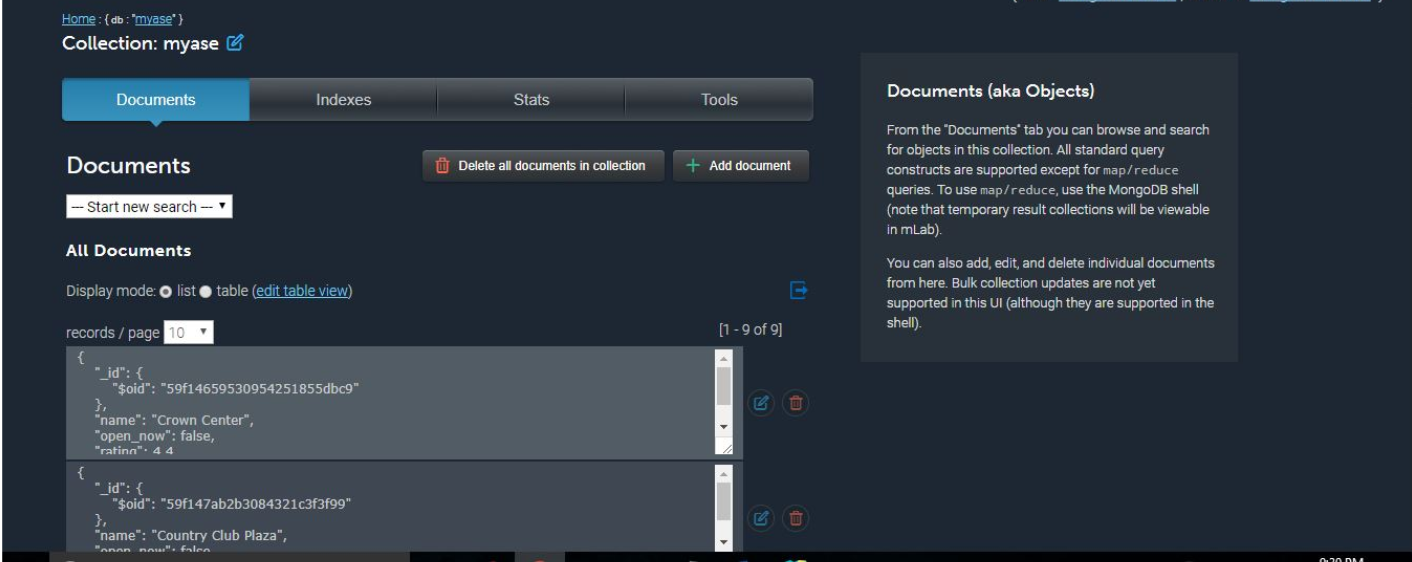 Home : { db : "myase" }
Collection: myase
Documents
Indexes
Stats
Tools
Documents
Delete all documents in collection
Add document
--- Start new search ---
All Documents
Display mode: list table (edit table view)
records / page 10
[1 - 9 of 9]
{
"_id": {
"$oid": "59f14659530954251855dbc9"
},
"name": "Crown Center",
"open_now": false,
"rating": 4.4
{
"_id": {
"$oid": "59f147ab2b3084321c3f3f99"
},
"name": "Country Club Plaza",
"open_now": false
Documents (aka Objects)
From the "Documents" tab you can browse and search
for objects in this collection. All standard query
constructs are supported except for map/reduce
queries. To use map/reduce, use the MongoDB shell
(note that temporary result collections will be viewable
in mLab).
You can also add, edit, and delete individual documents
from here. Bulk collection updates are not yet
supported in this UI (although they are supported in the
shell).